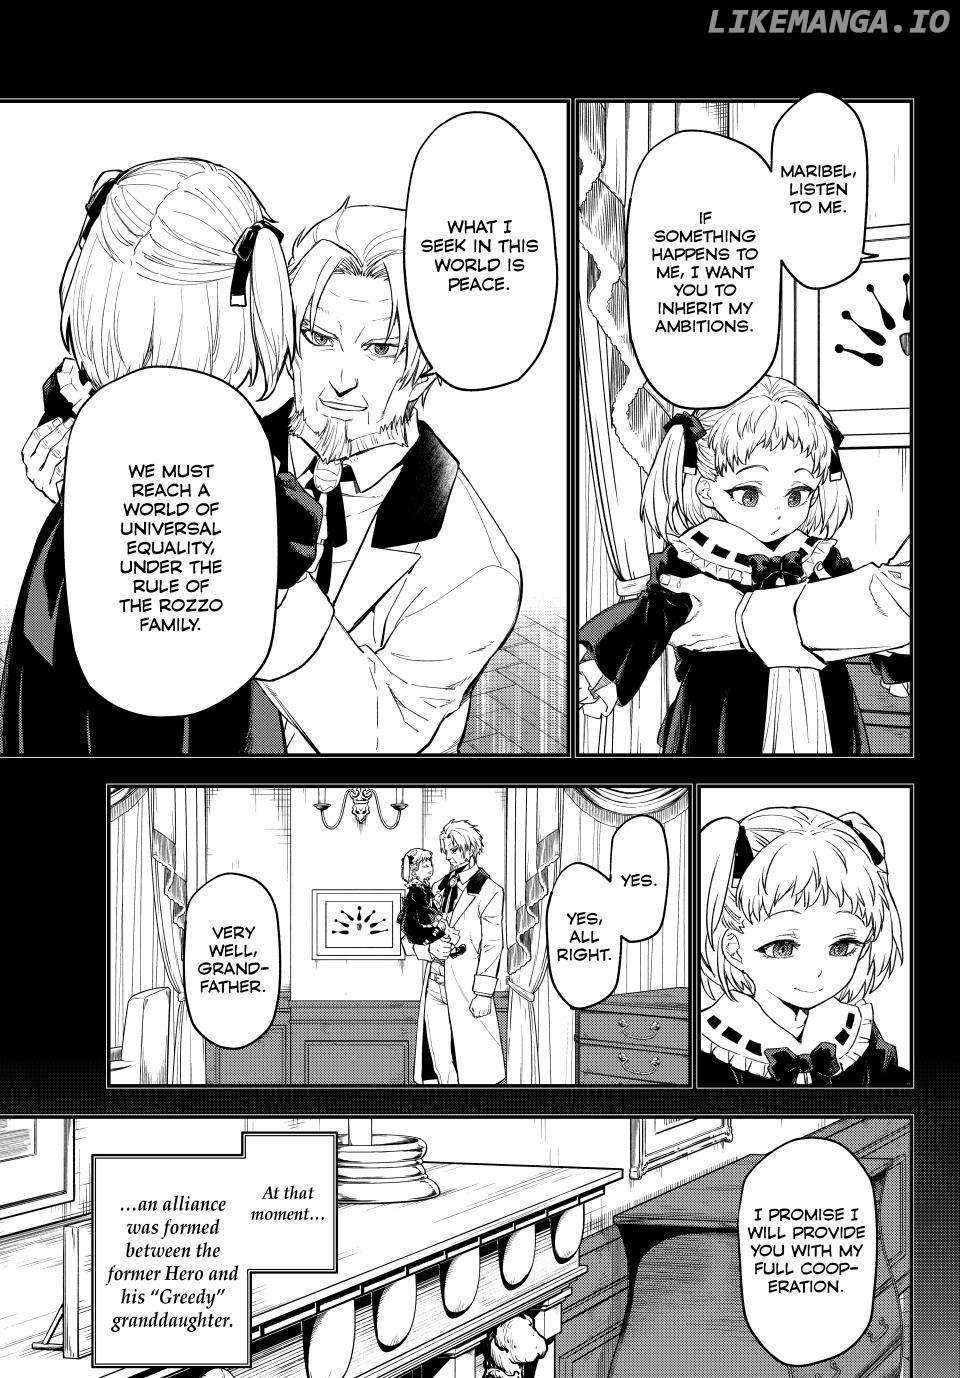 LIKEMANGA.IO
MARIBEL,
LISTEN
TO ME.
IF
SOMETHING
HAPPENS TO
ME, I WANT
YOU TO
INHERIT MY
AMBITIONS.
WHAT I
SEEK IN THIS
WORLD IS
PEACE.
WE MUST
REACH A
WORLD OF
UNIVERSAL
EQUALITY,
UNDER THE
RULE OF
THE ROZZO
FAMILY.
YES.
YES,
ALL
RIGHT.
VERY
WELL,
GRAND-
FATHER.
I PROMISE I
WILL PROVIDE
YOU WITH MY
FULL COOP-
ERATION.
At that
moment...
...an alliance
was formed
between the
former Hero and
his “Greedy”
granddaughter.